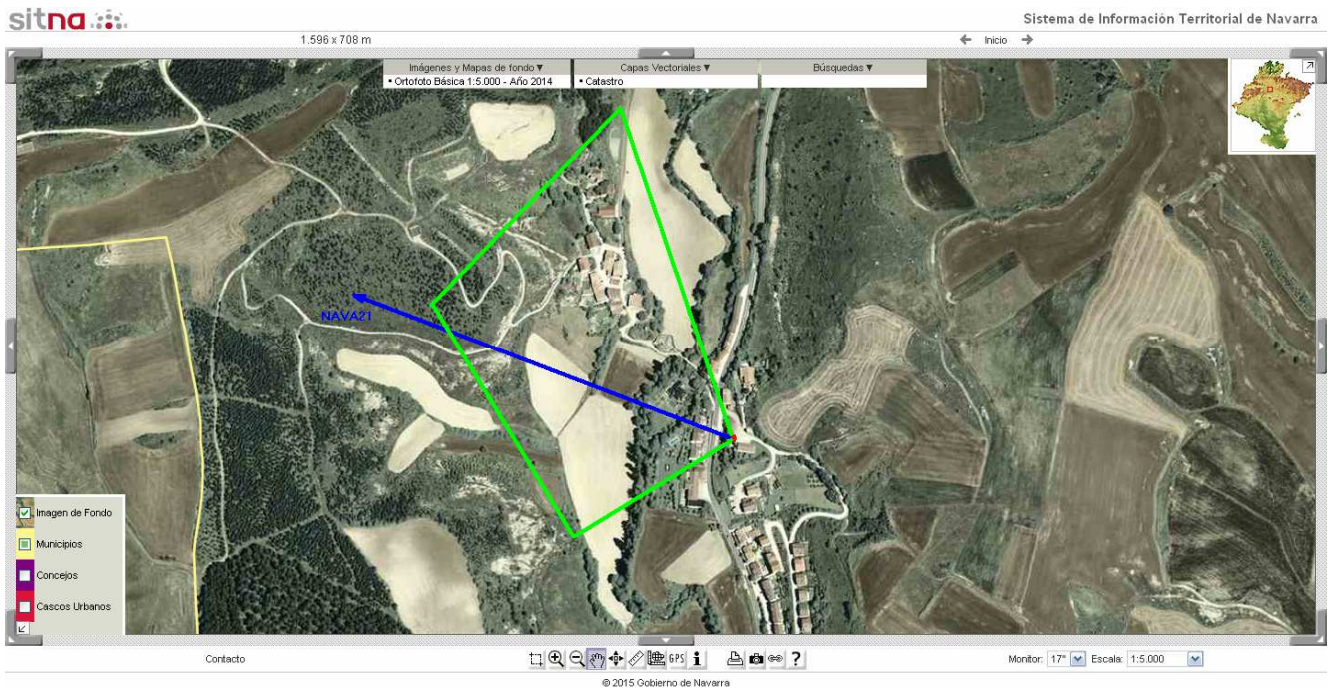 sitna
Sistema de Información Territorial de Navarra
1.596 x 708 m
Inicio
Imágenes y Mapas de fondo ▼
Capas Vectoriales ▼
Búsquedas ▼
• Ortofoto Básica 1:5.000 - Año 2014
• Catastro
NAVA21
Imagen de Fondo
Municipios
Concejos
Cascos Urbanos
Contacto
GPS
i
?
Monitor: 17"
Escala: 1:5.000
© 2015 Gobierno de Navarra